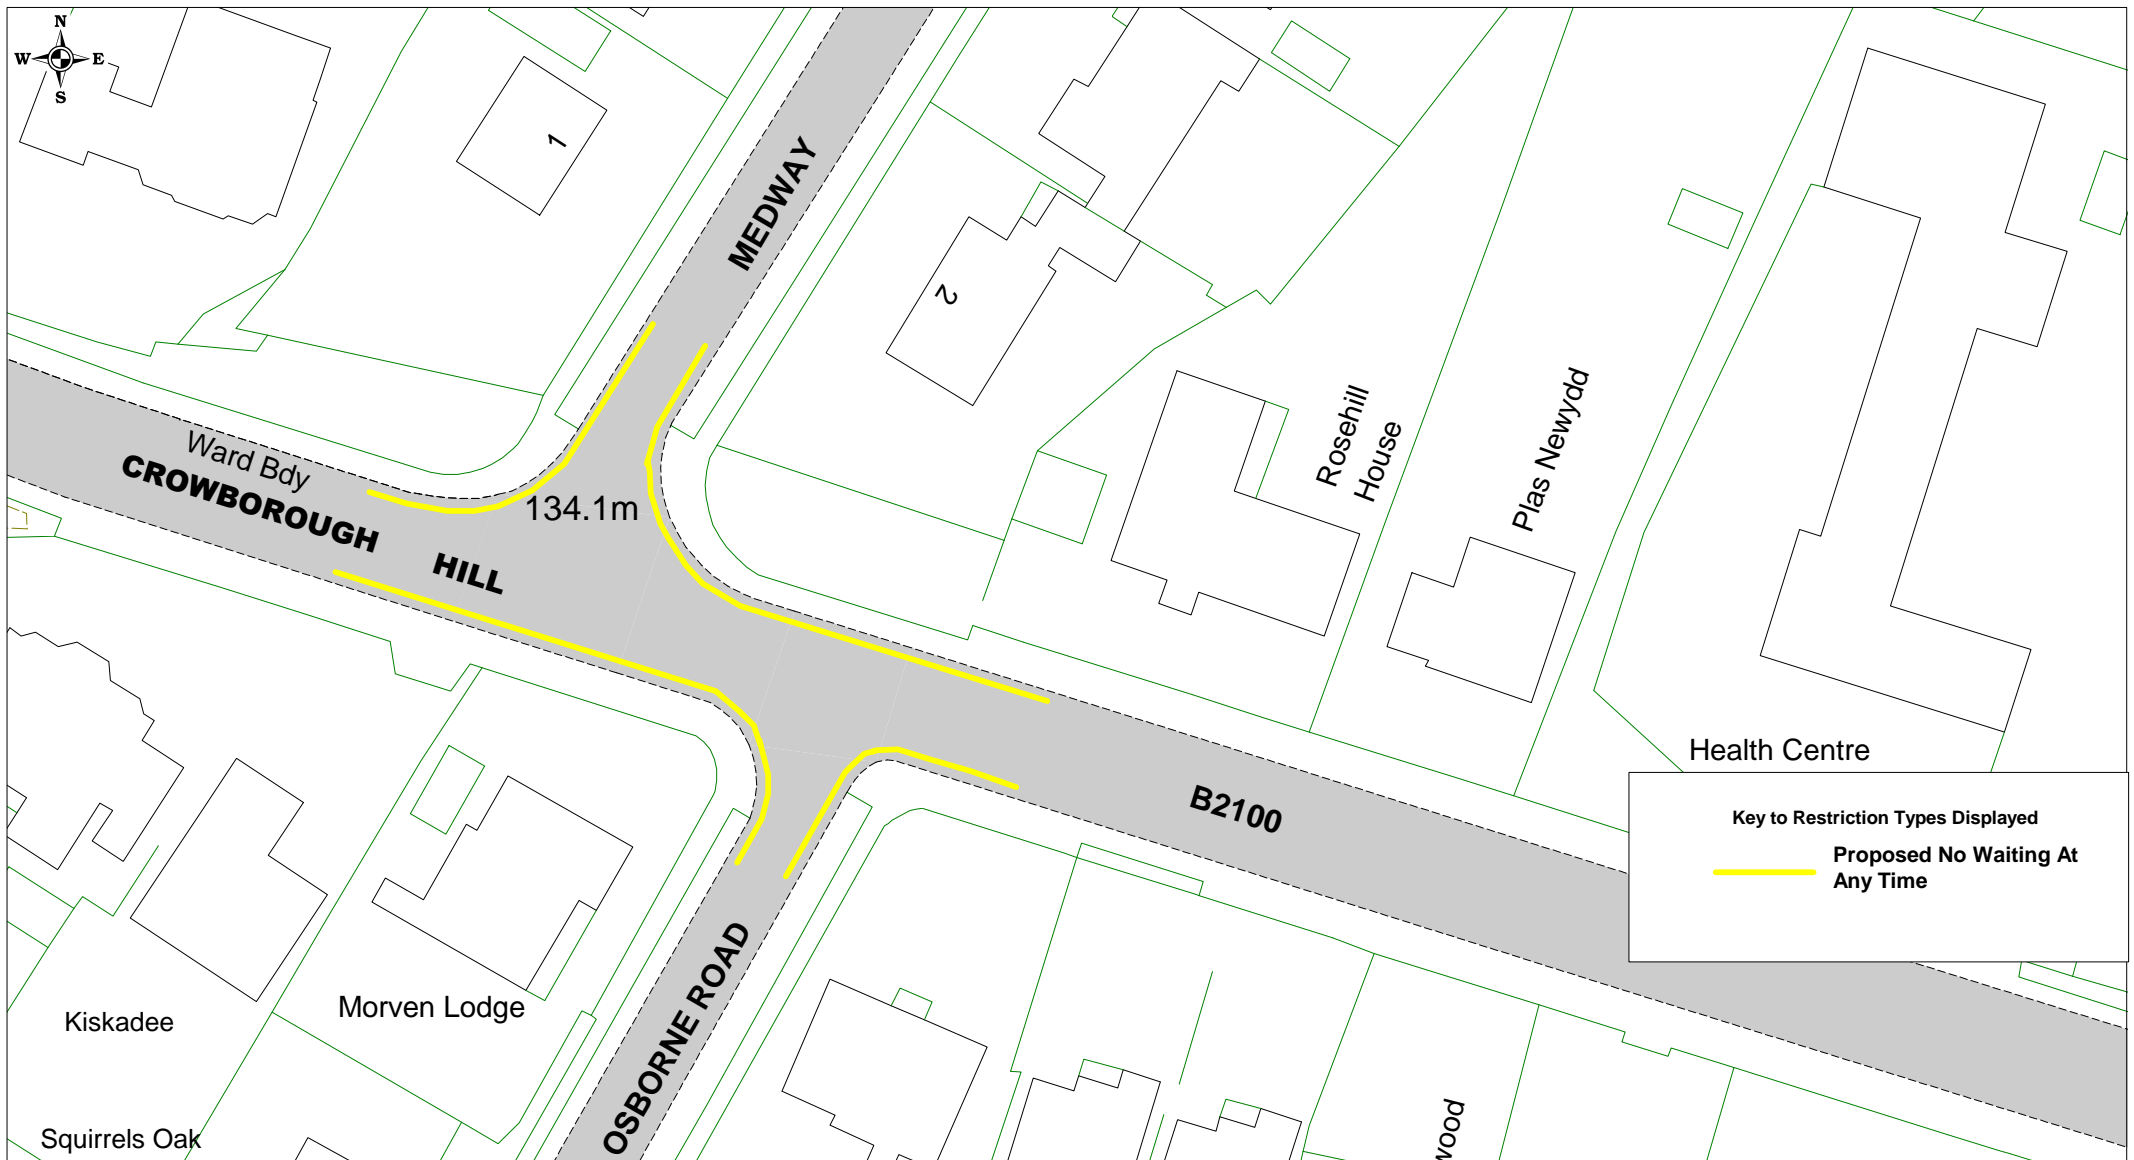 N
W E
S
1
MEDWAY
2
Ward Bdy
CROWBOROUGH HILL
134.1m
Rosehill
House
Plas Newydd
Health Centre
B2100
Key to Restriction Types Displayed
Proposed No Waiting At
Any Time
OSBORNE ROAD
Morven Lodge
Kiskadee
Squirrels Oak
wood